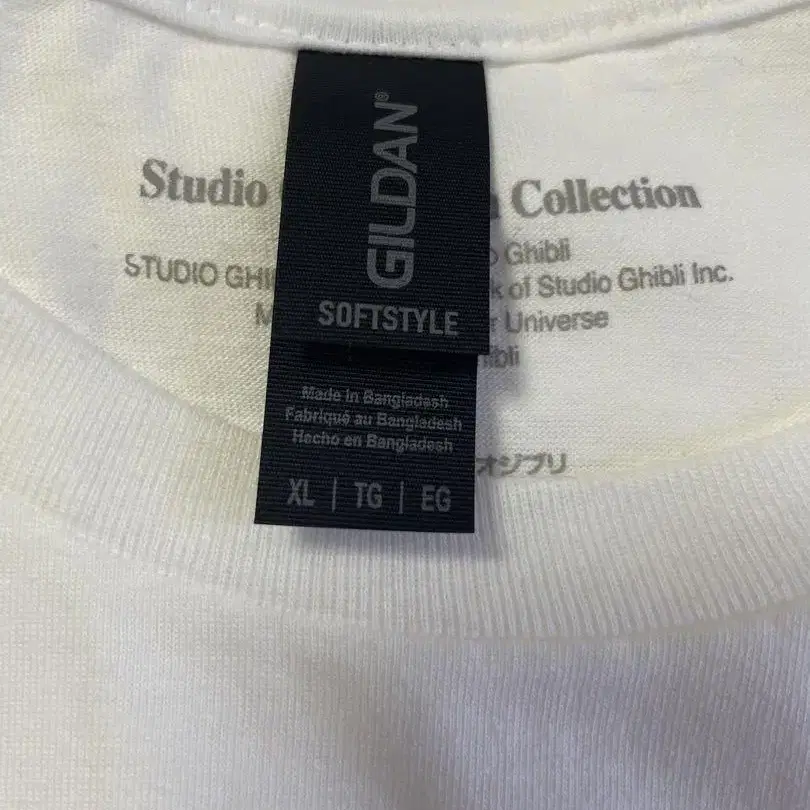 GILDAN®
SOFTSTYLE
Made in Bangladesh
Fabriqué au Bangladesh
Hecho en Bangladesh
XL | TG | EG
Studio Collection
Ghibli
STUDIO of Studio Ghibli Inc.
Universe
オジブリ